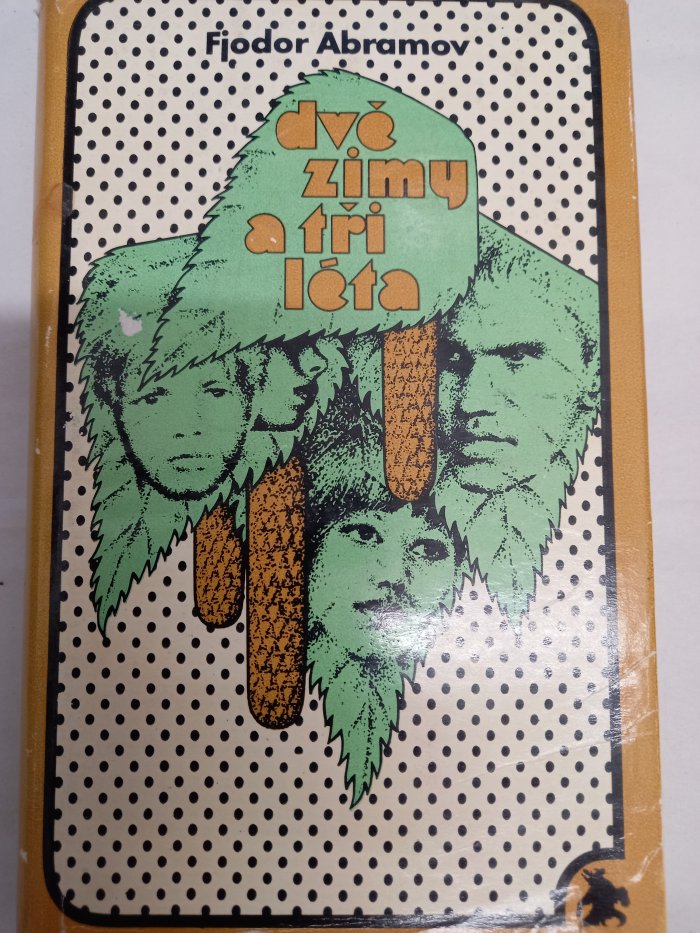 Fjodor Abramov
dvě
zimy
a tři
léta